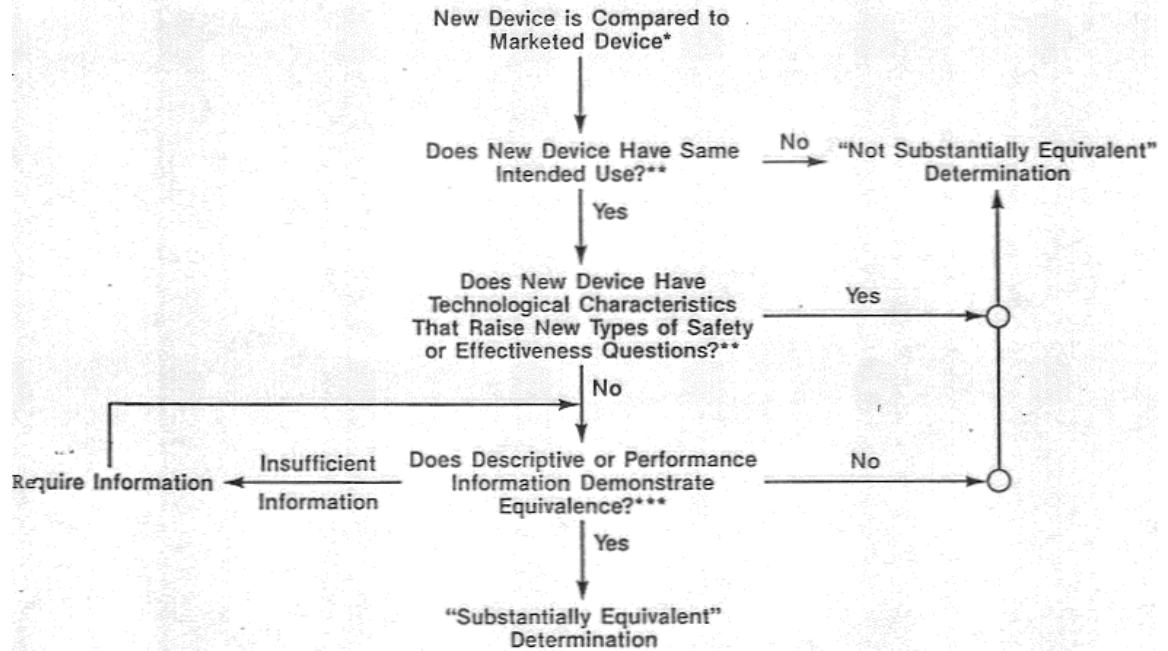 New Device is Compared to
Marketed Device*
Does New Device Have Same
Intended Use?**
No
"Not Substantially Equivalent"
Determination
Yes
Does New Device Have
Technological Characteristics
That Raise New Types of Safety
or Effectiveness Questions?**
Yes
No
Require Information
Insufficient
Information
Does Descriptive or Performance
Information Demonstrate
Equivalence?***
No
Yes
"Substantially Equivalent"
Determination